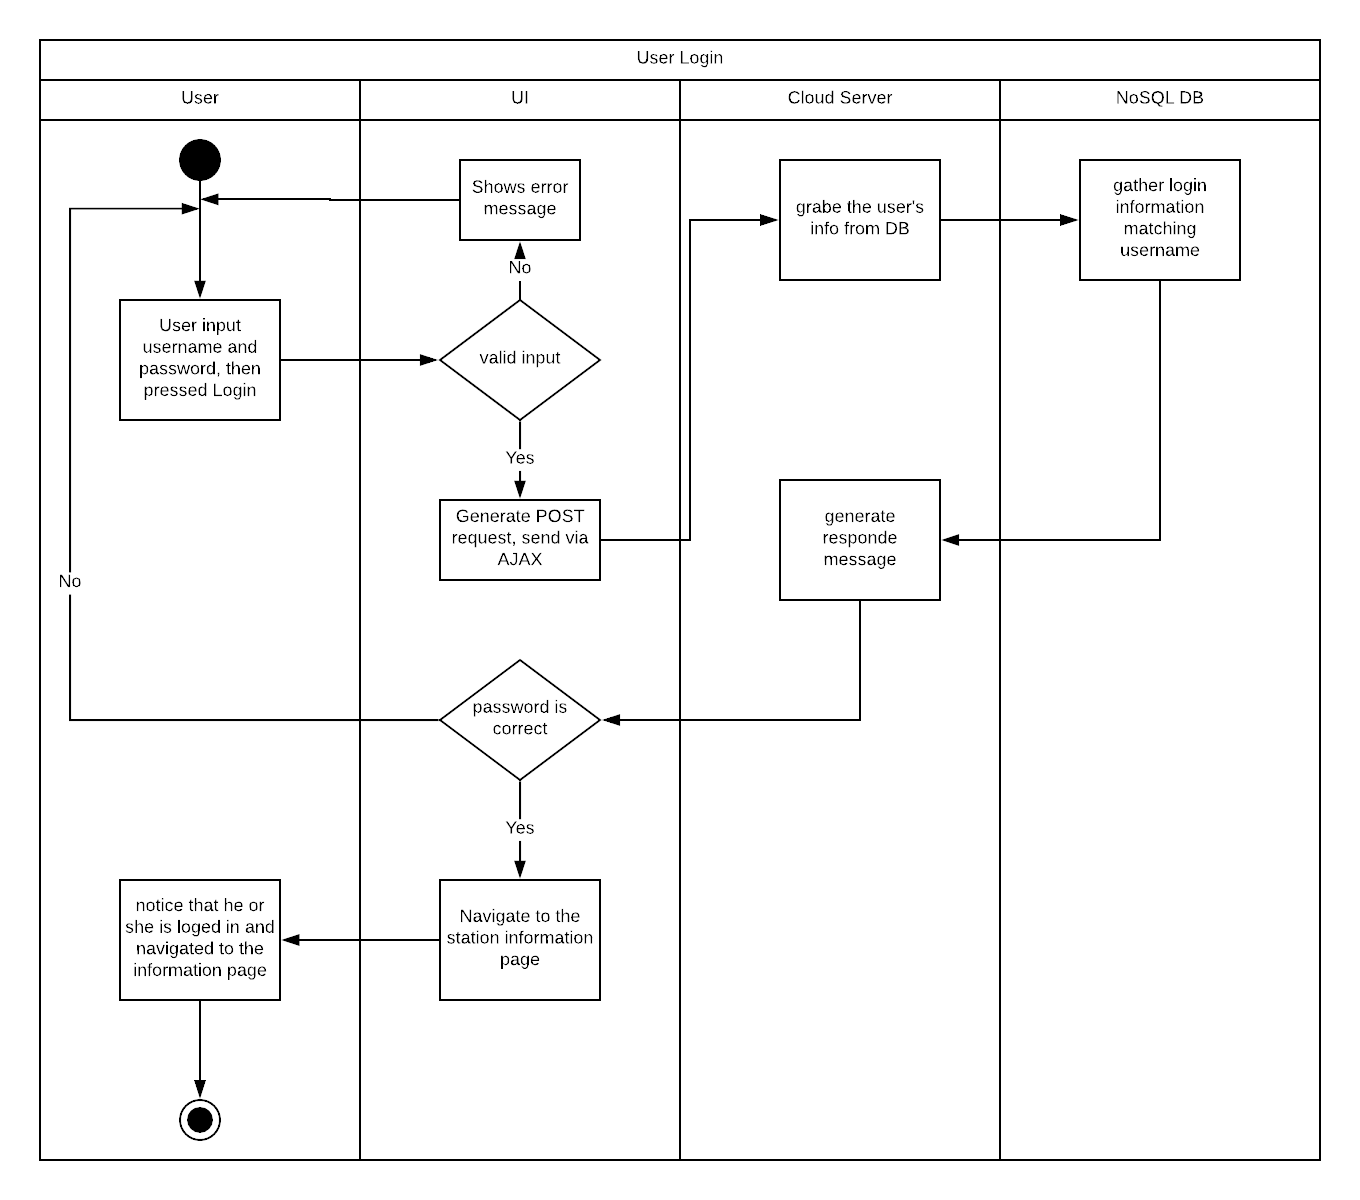 User Login
User
UI
Cloud Server
NoSQL DB
Shows error
message
grabe the user's
info from DB
gather login
information
matching
username
No
User input
username and
password, then
pressed Login
valid input
Yes
Generate POST
request, send via
AJAX
generate
responde
message
No
password is
correct
Yes
notice that he or
she is loged in and
navigated to the
information page
Navigate to the
station information
page